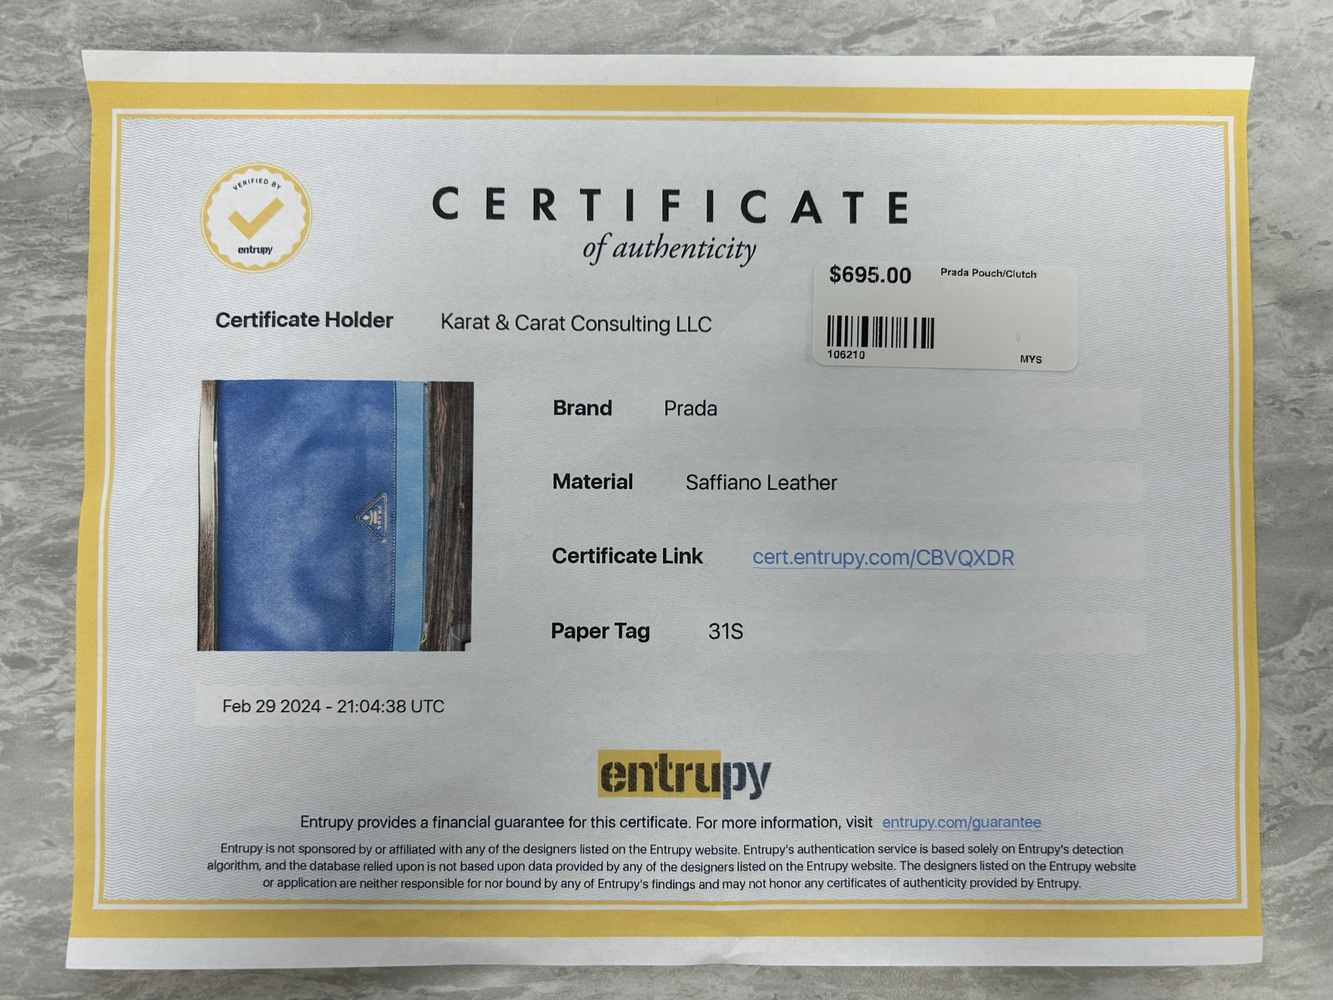 VERIFIED BY
entrupy
CERTIFICATE
of authenticity
$695.00 Prada Pouch/Clutch
106210 MYS
Certificate Holder Karat & Carat Consulting LLC
Brand Prada
Material Saffiano Leather
PRADA
Certificate Link cert.entrupy.com/CBVQXDR
Paper Tag 31S
Feb 29 2024 - 21:04:38 UTC
entrupy
Entrupy provides a financial guarantee for this certificate. For more information, visit entrupy.com/guarantee
Entrupy is not sponsored by or affiliated with any of the designers listed on the Entrupy website. Entrupy's authentication service is based solely on Entrupy's detection
algorithm, and the database relied upon is not based upon data provided by any of the designers listed on the Entrupy website. The designers listed on the Entrupy website
or application are neither responsible for nor bound by any of Entrupy's findings and may not honor any certificates of authenticity provided by Entrupy.